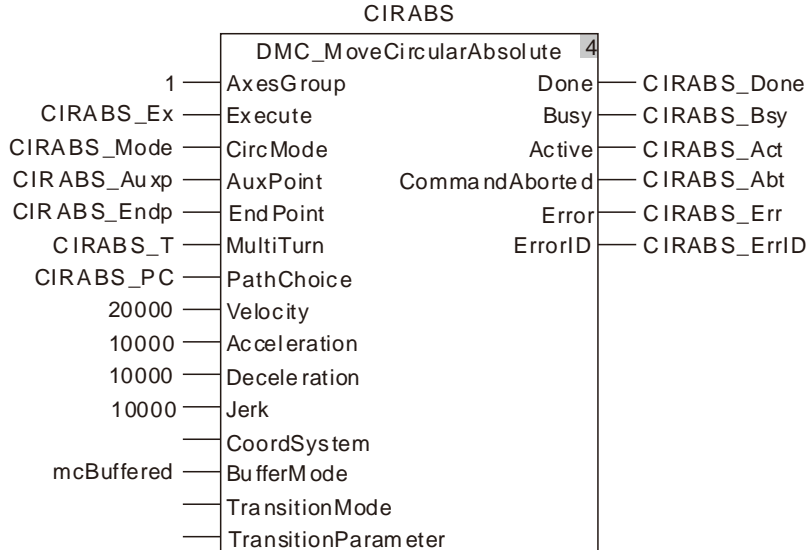 CIRABS
DMC_MoveCircularAbsolute 4
1 AxesGroup Done CIRABS_Done
CIRABS_Ex Execute Busy CIRABS_Bsy
CIRABS_Mode CircMode Active CIRABS_Act
CIRABS_Auxp AuxPoint CommandAborted CIRABS_Abt
CIRABS_Endp EndPoint Error CIRABS_Err
CIRABS_T MultiTurn ErrorID CIRABS_ErrID
CIRABS_PC PathChoice
20000 Velocity
10000 Acceleration
10000 Deceleration
10000 Jerk
CoordSystem
mcBuffered BufferMode
TransitionMode
TransitionParameter